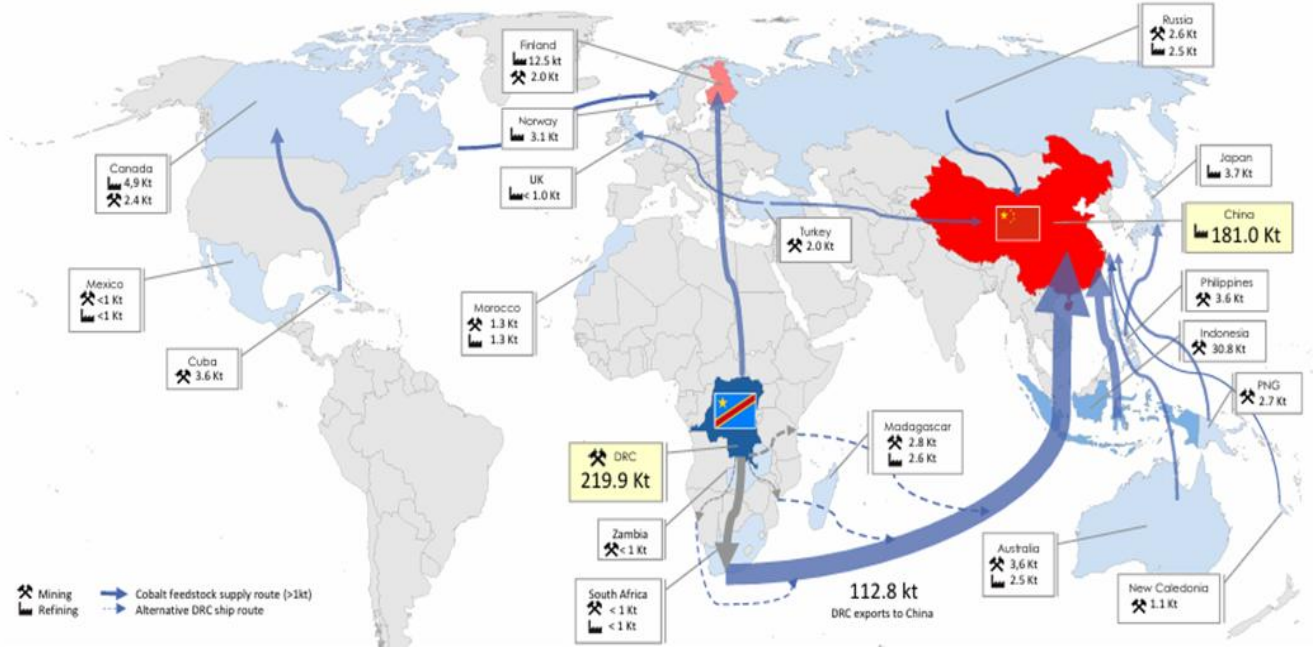 Russia
2.6 Kt
2.5 Kt
Finland
12.5 kt
2.0 Kt
Norway
3.1 Kt
UK
< 1.0 Kt
Canada
4,9 Kt
2.4 Kt
Japan
3.7 Kt
China
181.0 Kt
Turkey
2.0 Kt
Mexico
<1 Kt
<1 Kt
Morocco
1.3 Kt
1.3 Kt
Philippines
3.6 Kt
Indonesia
30.8 Kt
Cuba
3.6 Kt
PNG
2.7 Kt
Madagascar
2.8 Kt
2.6 Kt
DRC
219.9 Kt
Zambia
< 1 Kt
Australia
3,6 Kt
2.5 Kt
New Caledonia
1.1 Kt
South Africa
< 1 Kt
< 1 Kt
112.8 kt
DRC exports to China
Mining
Refining
Cobalt feedstock supply route (>1kt)
Alternative DRC ship route